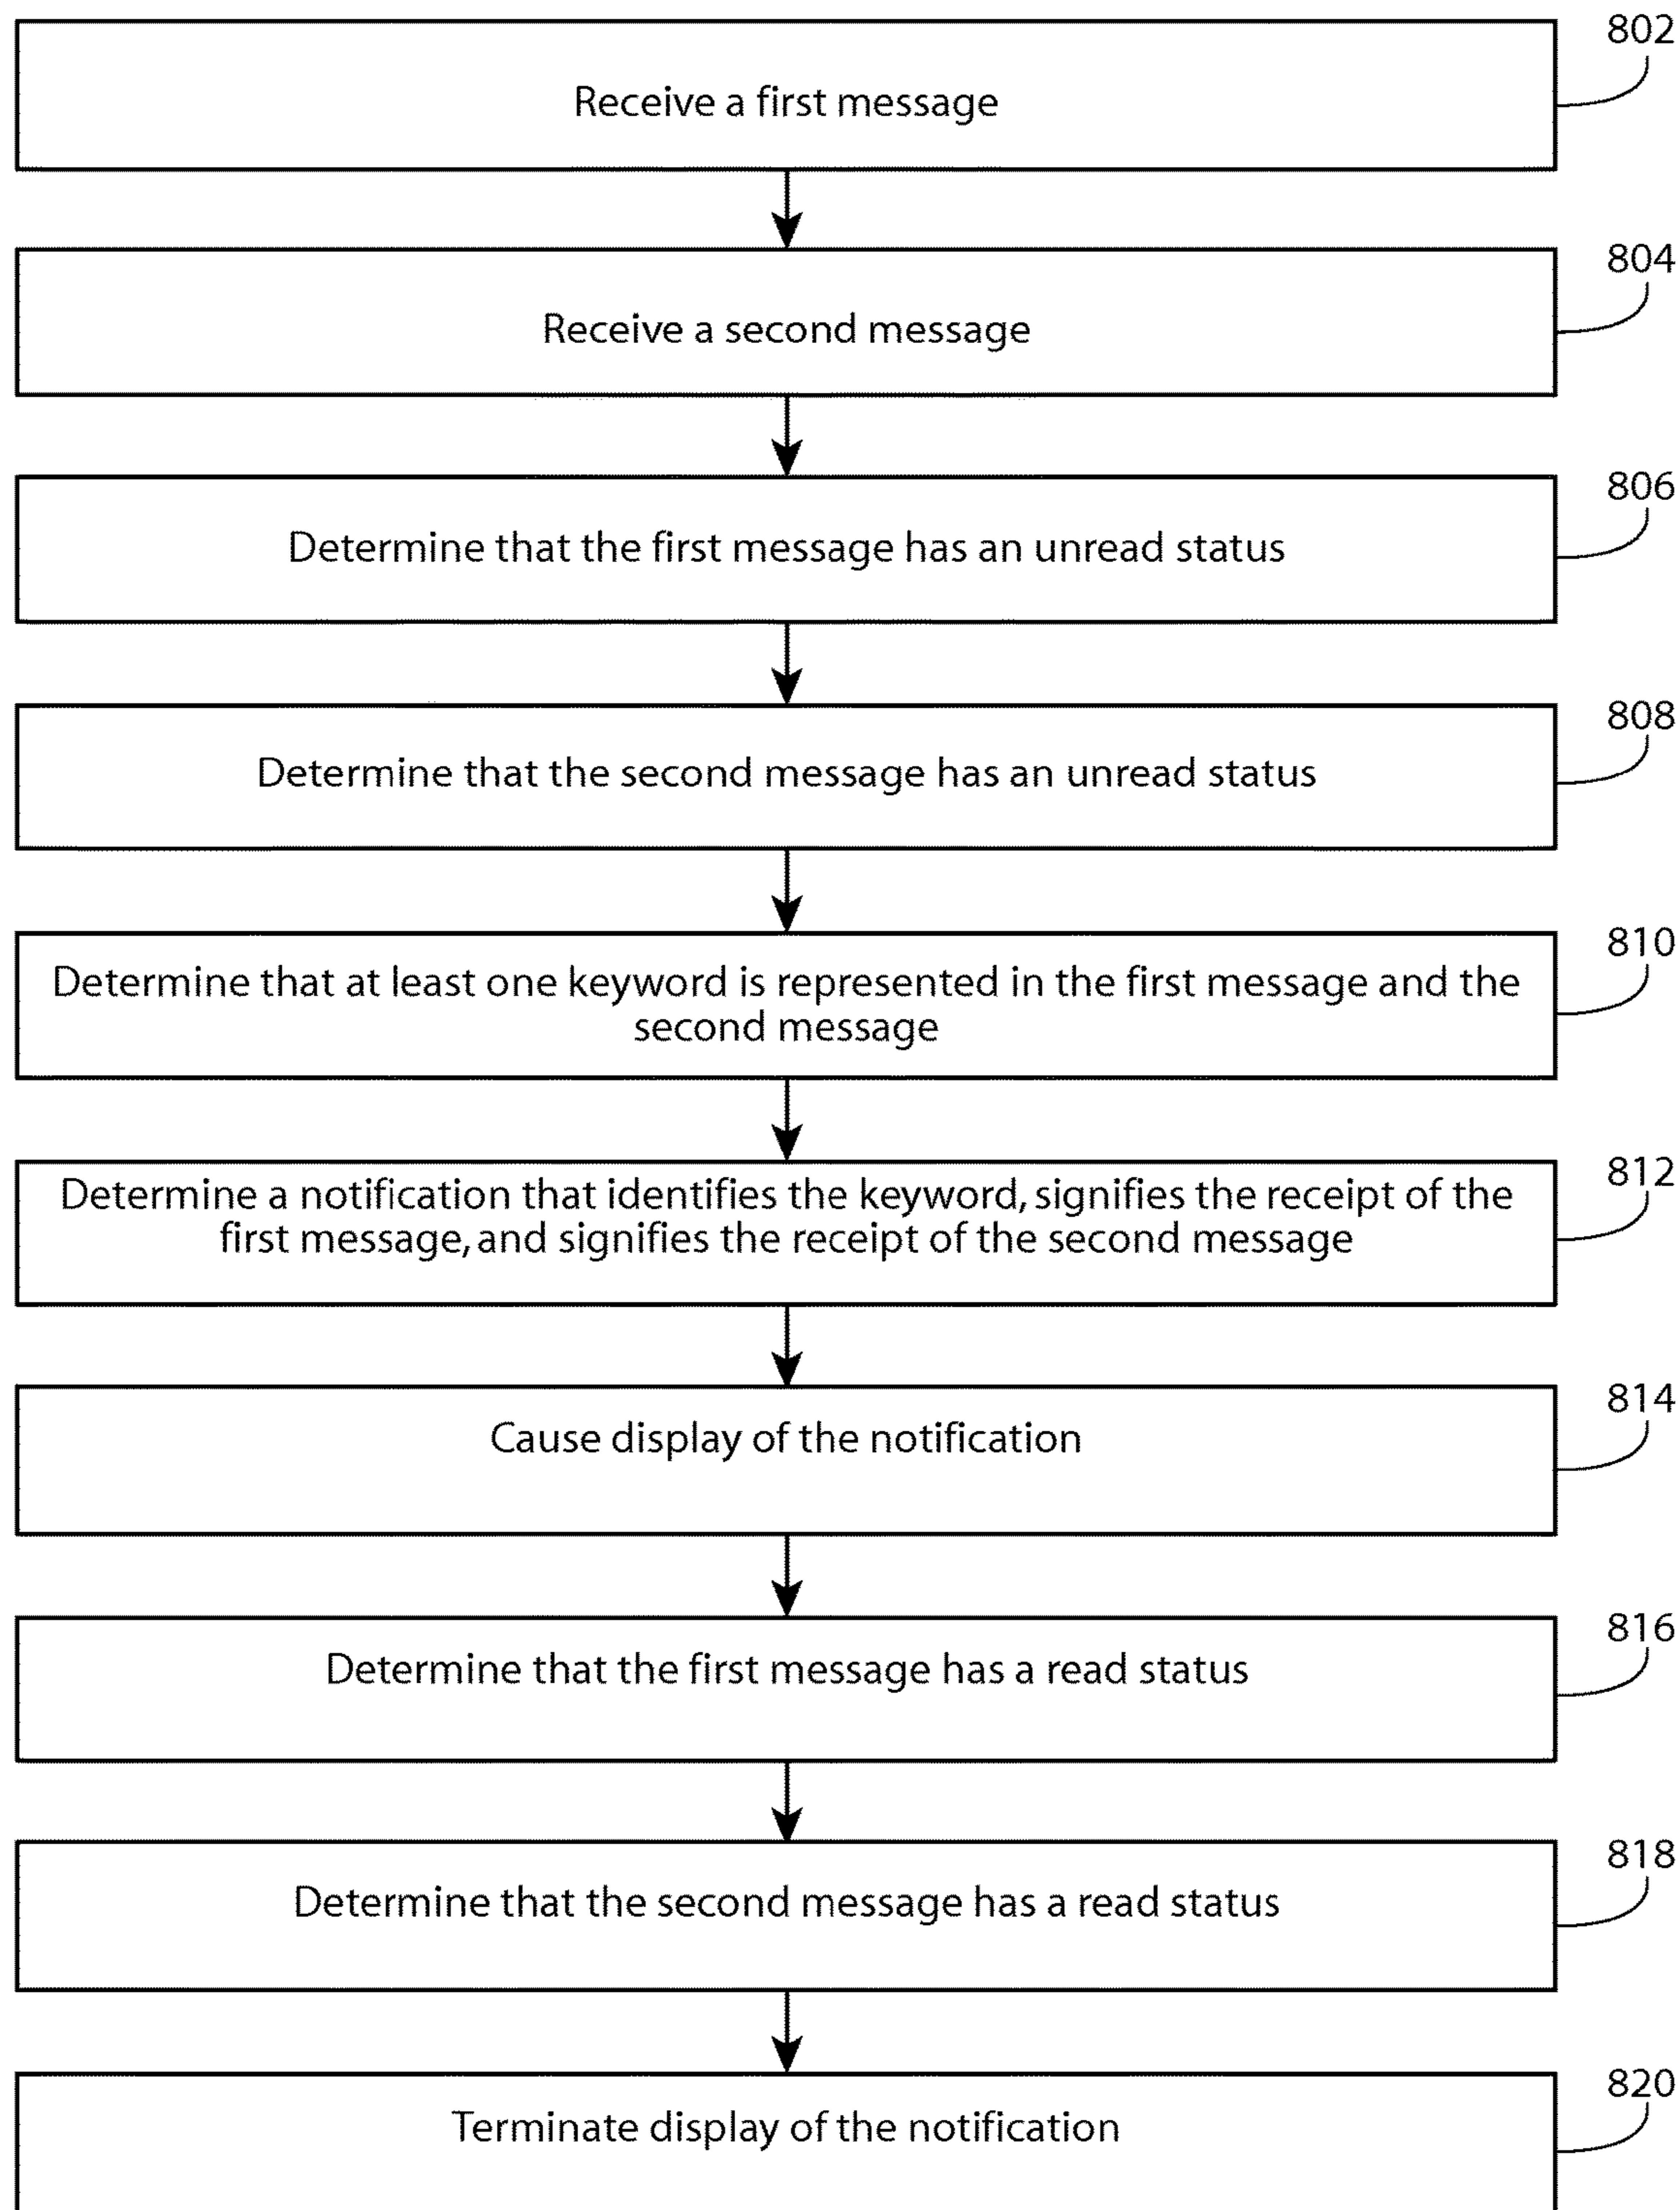 802
Receive a first message
804
Receive a second message
806
Determine that the first message has an unread status
808
Determine that the second message has an unread status
810
Determine that at least one keyword is represented in the first message and the
second message
812
Determine a notification that identifies the keyword, signifies the receipt of the
first message, and signifies the receipt of the second message
814
Cause display of the notification
816
Determine that the first message has a read status
818
Determine that the second message has a read status
820
Terminate display of the notification